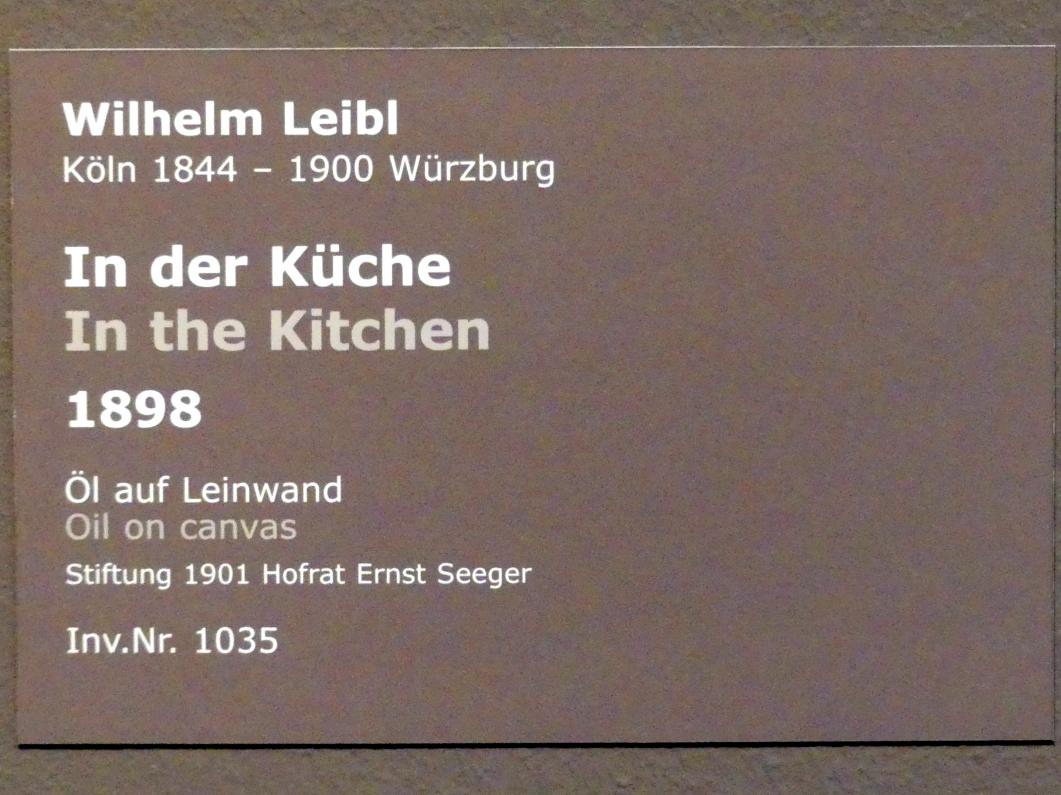 Wilhelm Leibl
Köln 1844 – 1900 Würzburg
In der Küche
In the Kitchen
1898
Öl auf Leinwand
Oil on canvas
Stiftung 1901 Hofrat Ernst Seeger
Inv.Nr. 1035